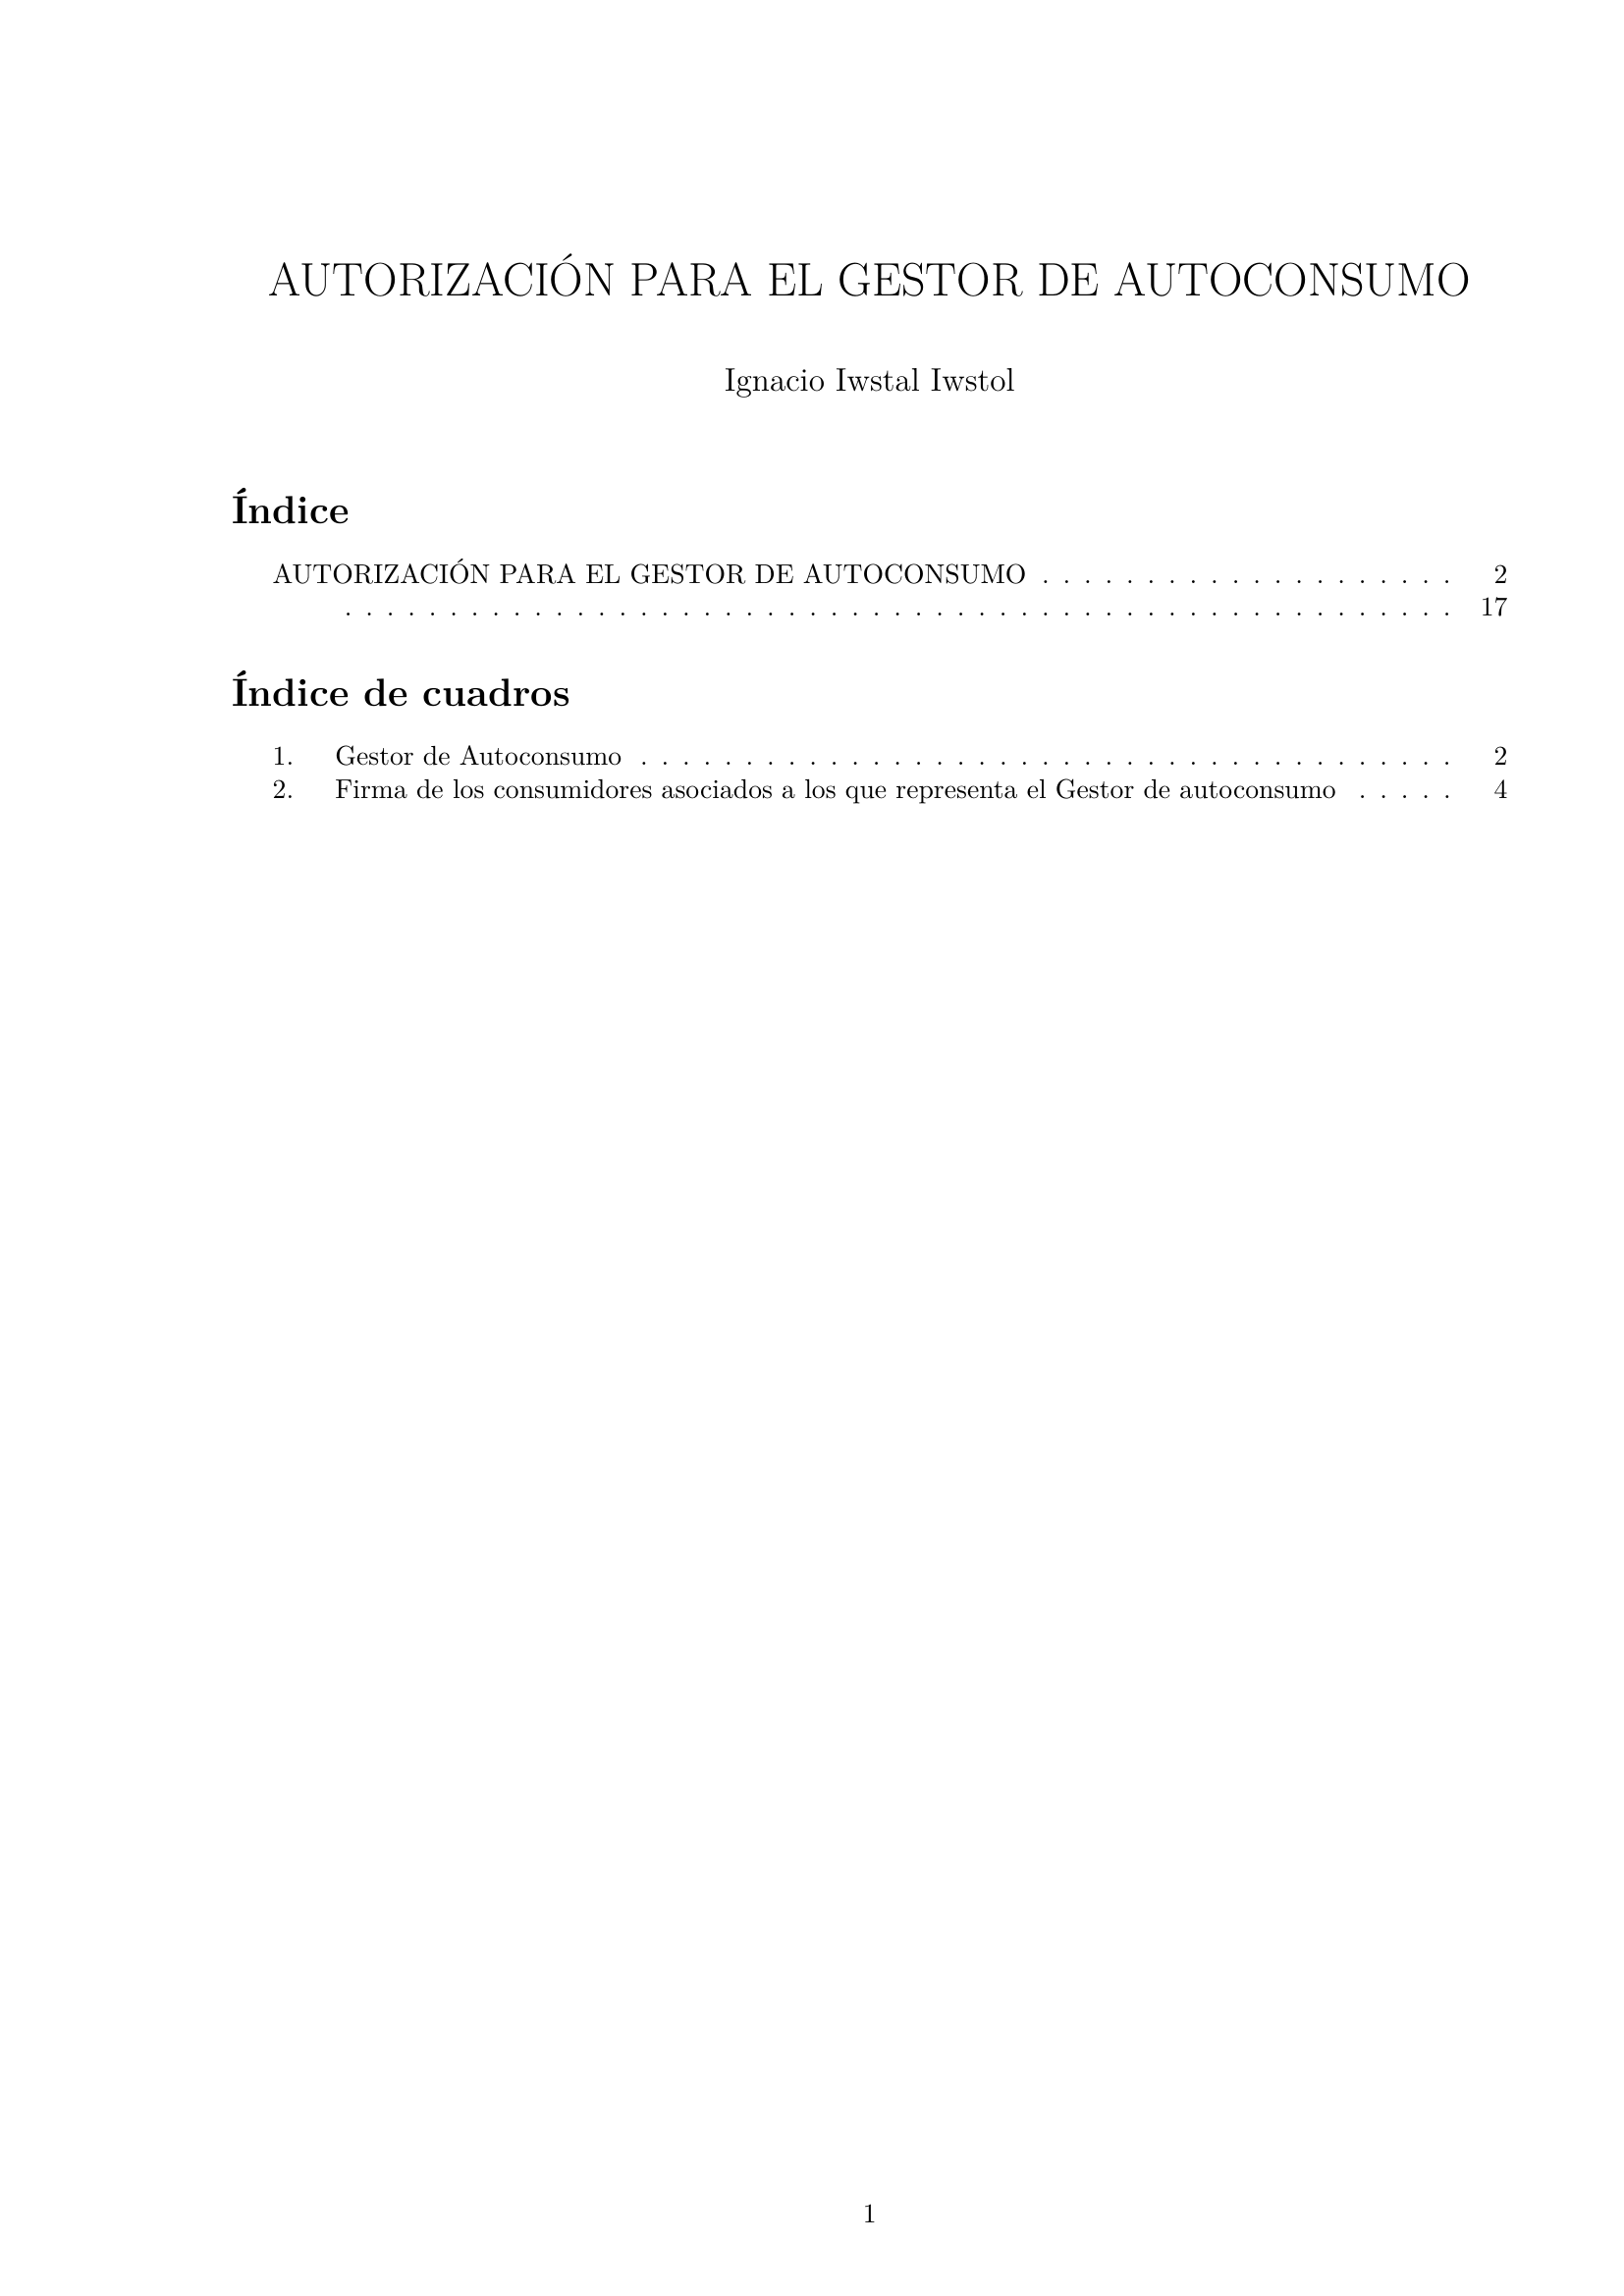 AUTORIZACIÓN PARA EL GESTOR DE AUTOCONSUMO
Ignacio Iwstal Iwstol
Índice
AUTORIZACIÓN PARA EL GESTOR DE AUTOCONSUMO . . . . . . . . . . . . . . . . . . . . 2
. . . . . . . . . . . . . . . . . . . . . . . . . . . . . . . . . . . . . . . . . . . . . . . . . . . . . 17
Índice de cuadros
1. Gestor de Autoconsumo . . . . . . . . . . . . . . . . . . . . . . . . . . . . . . . . . . . . . . . 2
2. Firma de los consumidores asociados a los que representa el Gestor de autoconsumo . . . . . 4
1